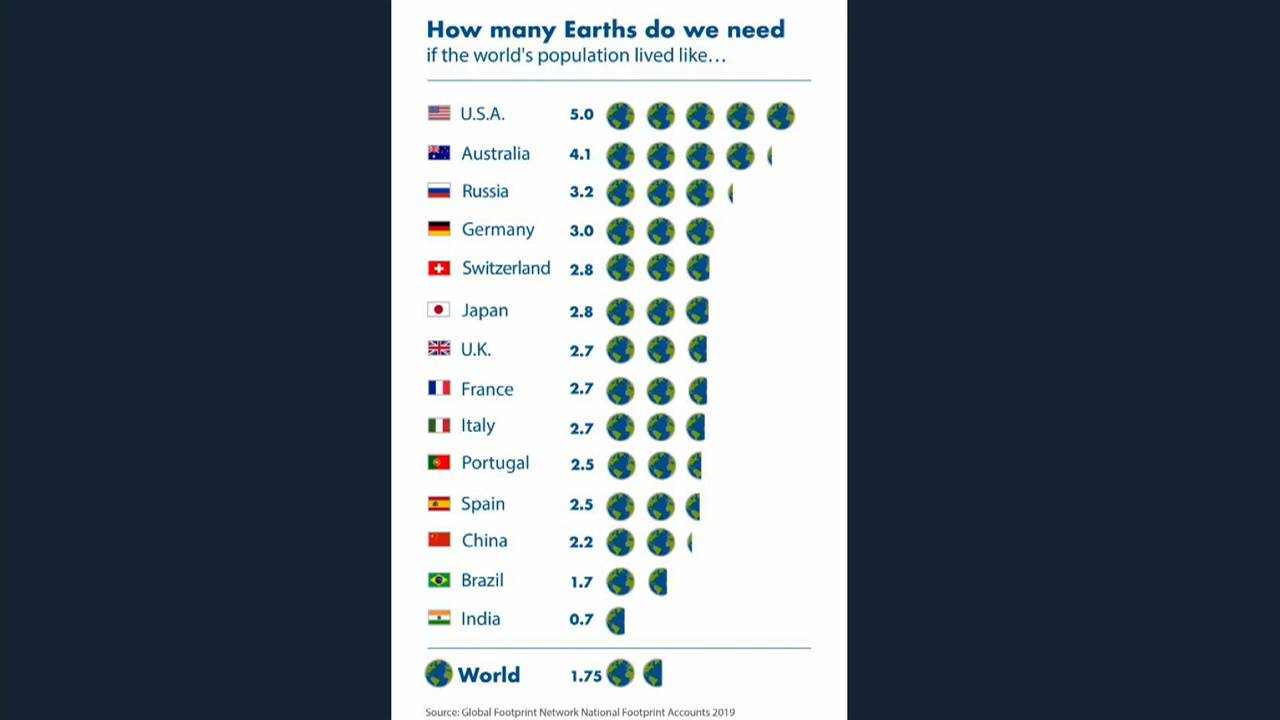 How many Earths do we need
if the world's population lived like...
U.S.A. 5.0
Australia 4.1
Russia 3.2
Germany 3.0
Switzerland 2.8
Japan 2.8
U.K. 2.7
France 2.7
Italy 2.7
Portugal 2.5
Spain 2.5
China 2.2
Brazil 1.7
India 0.7
World 1.75
Source: Global Footprint Network National Footprint Accounts 2019